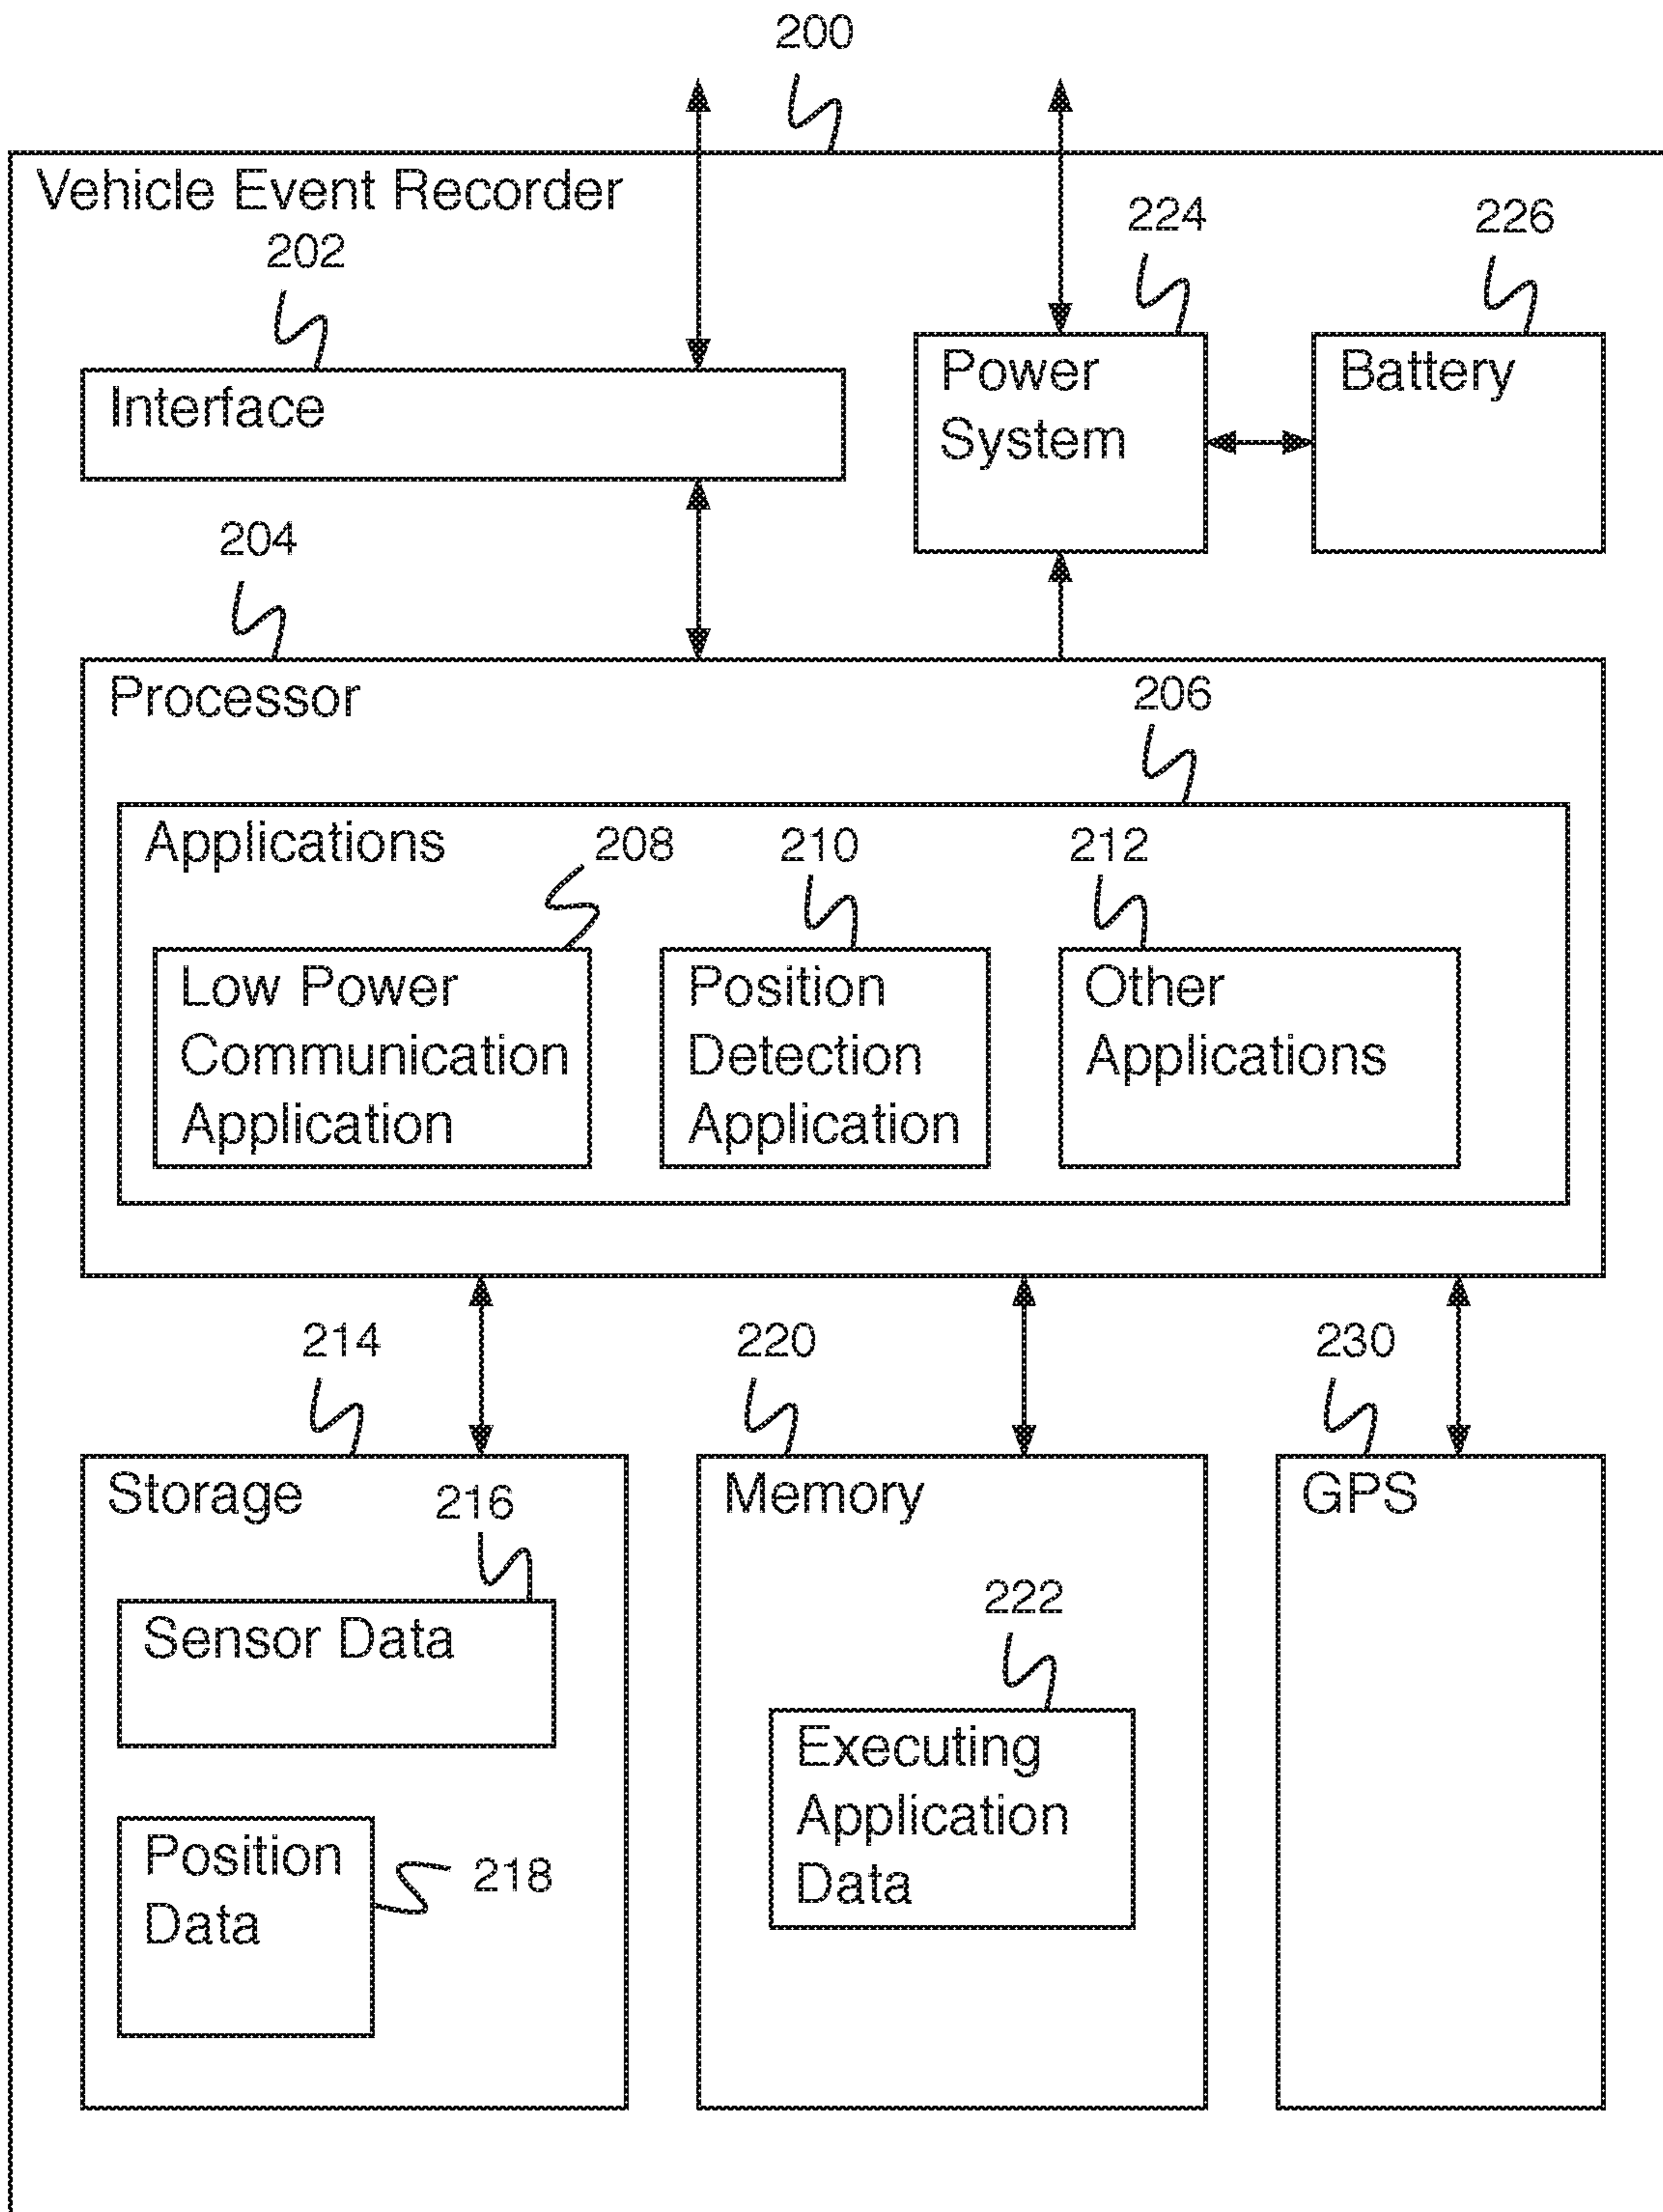 200
Vehicle Event Recorder
202
224
226
Interface
Power
System
Battery
204
Processor
206
Applications
208
210
212
Low Power
Communication
Application
Position
Detection
Application
Other
Applications
214
220
230
Storage
216
Sensor Data
Position
Data
218
Memory
222
Executing
Application
Data
GPS